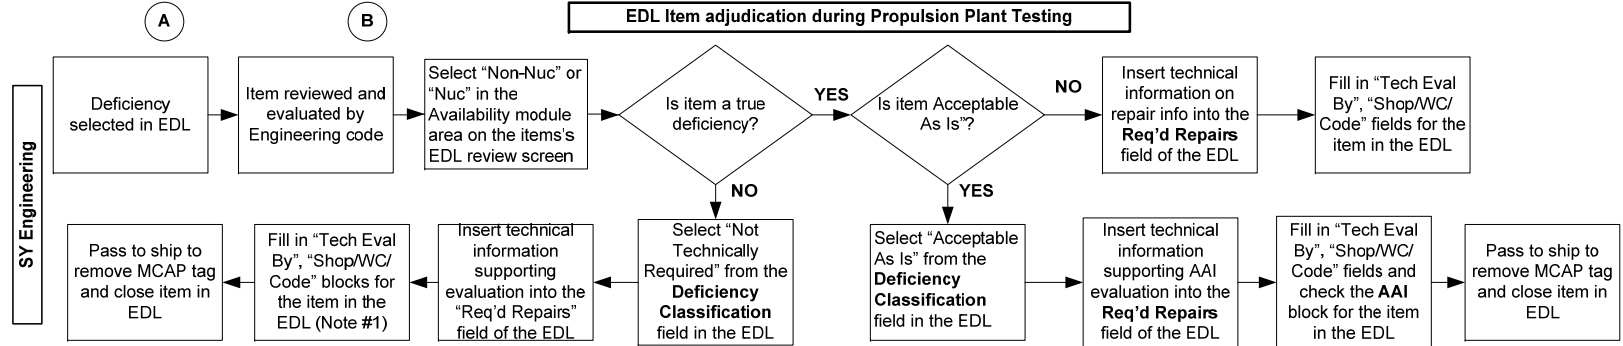 A
B
EDL Item adjudication during Propulsion Plant Testing
SY Engineering
Deficiency
selected in EDL
Item reviewed and
evaluated by
Engineering code
Select “Non-Nuc” or
“Nuc” in the
Availability module
area on the items’s
EDL review screen
Is item a true
deficiency?
YES
NO
Is item Acceptable
As Is”?
NO
YES
Insert technical
information on
repair info into the
Req’d Repairs
field of the EDL
Fill in “Tech Eval
By”, “Shop/WC/
Code” fields for the
item in the EDL
Pass to ship to
remove MCAP tag
and close item in
EDL
Fill in “Tech Eval
By”, “Shop/WC/
Code” blocks for
the item in the
EDL (Note #1)
Insert technical
information
supporting
evaluation into the
“Req’d Repairs”
field of the EDL
Select “Not
Technically
Required” from the
Deficiency
Classification
field in the EDL
Select “Acceptable
As Is” from the
Deficiency
Classification
field in the EDL
Insert technical
information
supporting AAI
evaluation into the
Req’d Repairs
field of the EDL
Fill in “Tech Eval
By”, “Shop/WC/
Code” fields and
check the AAI
block for the item
in the EDL
Pass to ship to
remove MCAP tag
and close item in
EDL